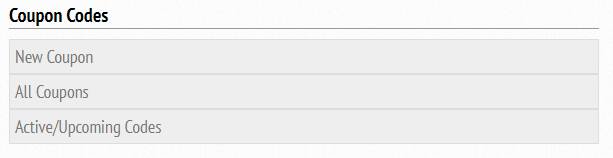 Coupon Codes
New Coupon
All Coupons
Active/Upcoming Codes